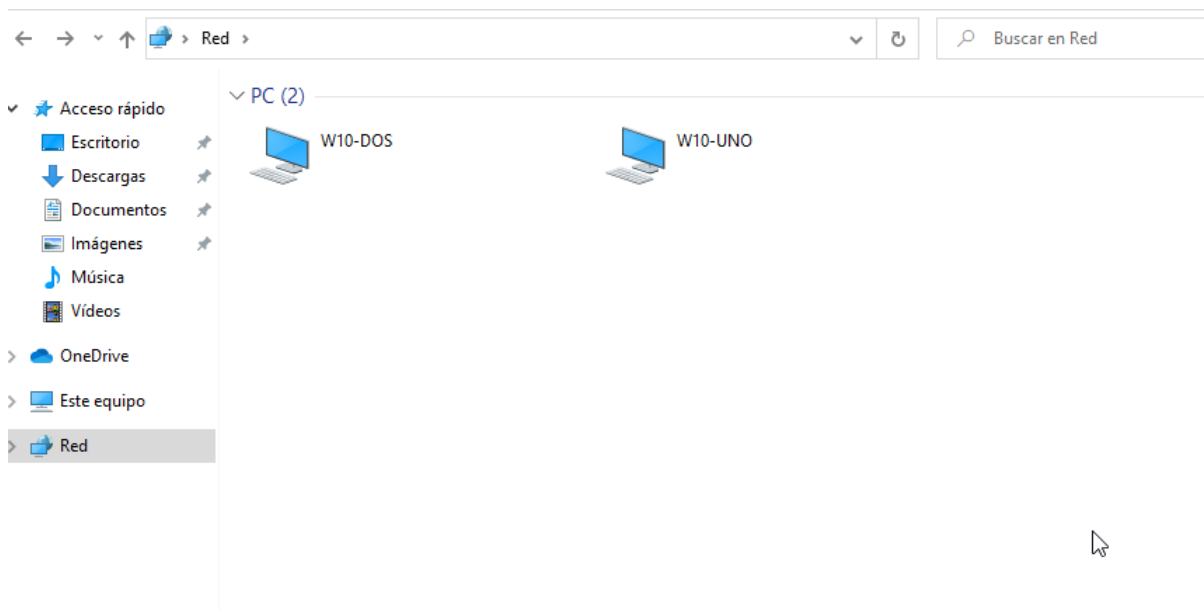 Red
Buscar en Red
Acceso rápido
Escritorio
Descargas
Documentos
Imágenes
Música
Vídeos
OneDrive
Este equipo
Red
PC (2)
W10-DOS
W10-UNO